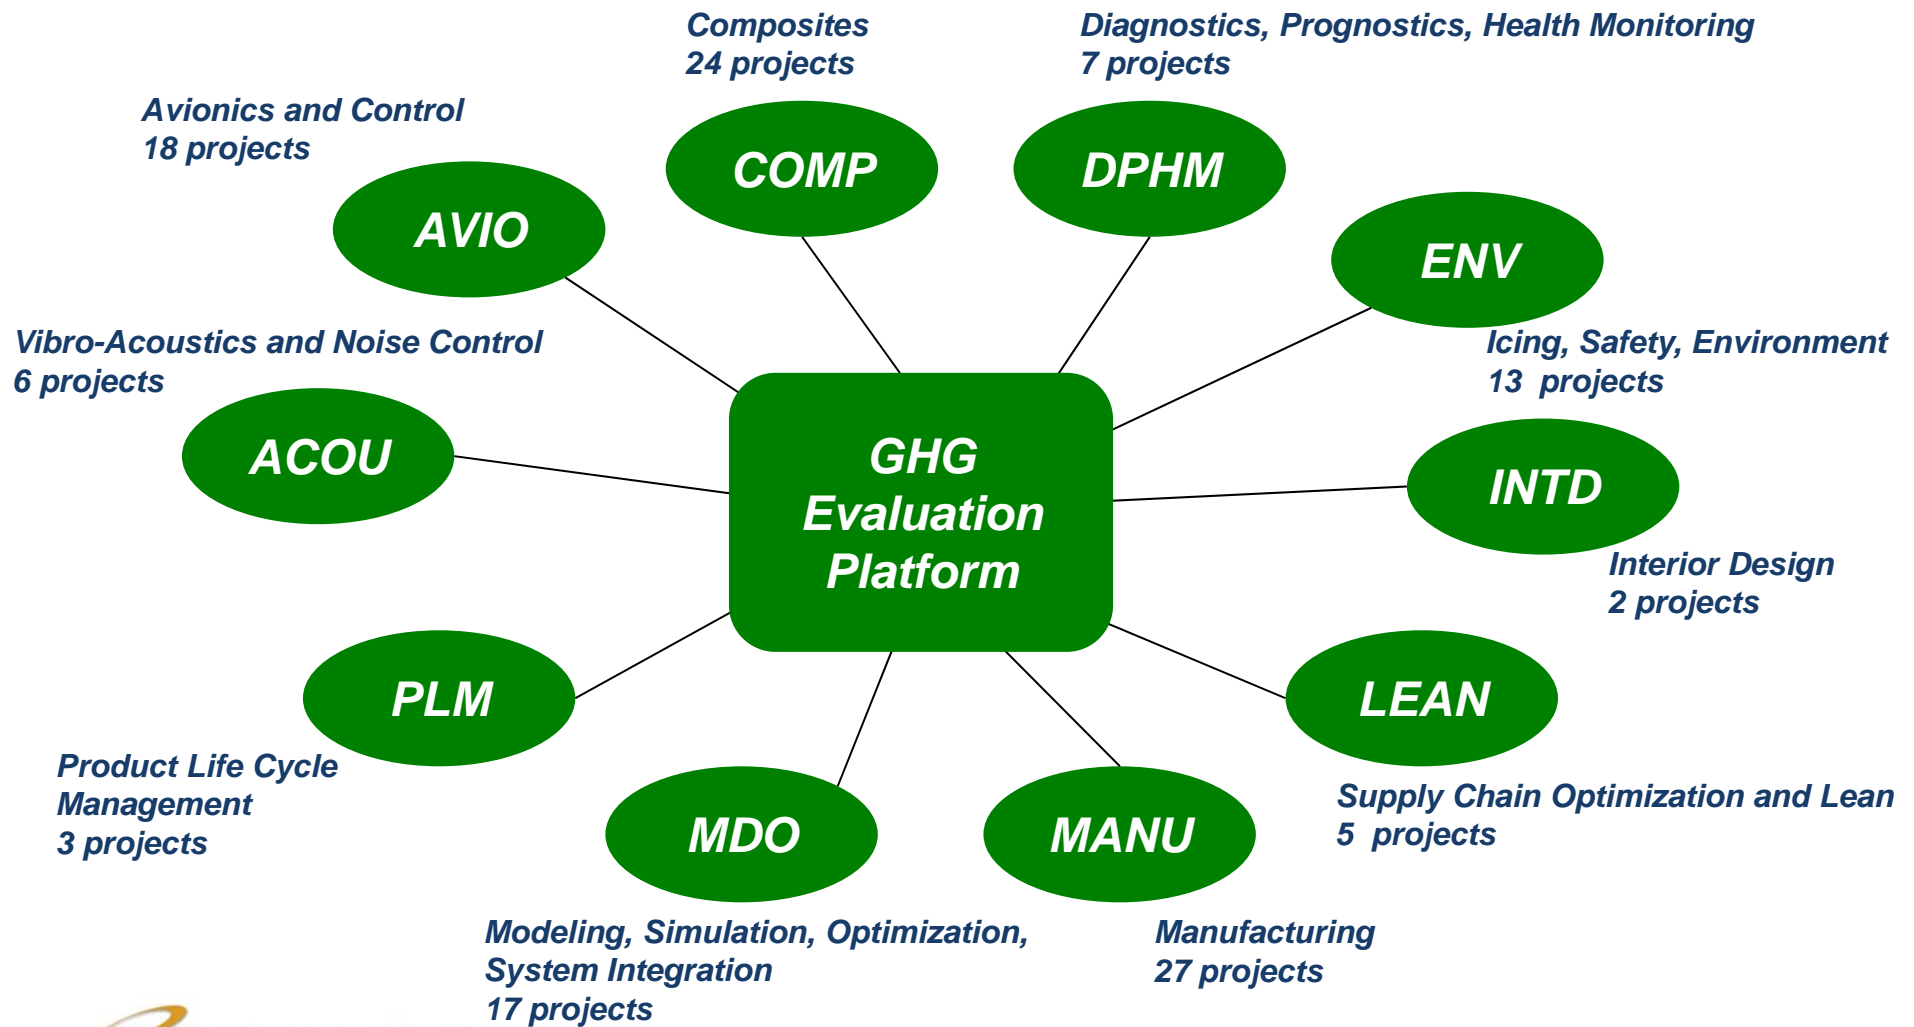 Composites
24 projects
Diagnostics, Prognostics, Health Monitoring
7 projects
Avionics and Control
18 projects
COMP
DPHM
AVIO
ENV
Vibro-Acoustics and Noise Control
6 projects
Icing, Safety, Environment
13  projects
ACOU
GHG
Evaluation
Platform
INTD
Interior Design
2 projects
PLM
LEAN
Product Life Cycle
Management
3 projects
Supply Chain Optimization and Lean
5  projects
MDO
MANU
Modeling, Simulation, Optimization,
System Integration
17 projects
Manufacturing
27 projects